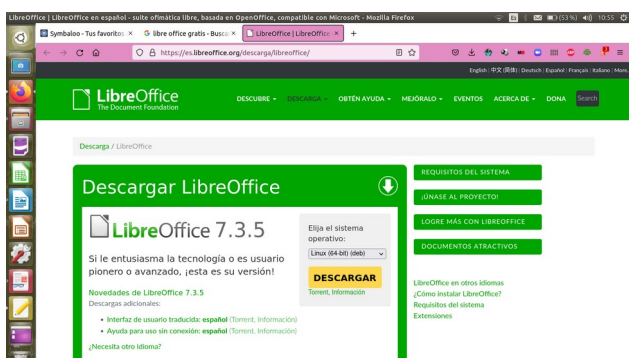 LibreOffice | LibreOffice en español - suite ofimática libre, basada en OpenOffice, compatible con Microsoft - Mozilla Firefox
(53 %) 10:55
Symbaloo - Tus favoritos
libre office gratis - Busca
LibreOffice | LibreOffice
https://es.libreoffice.org/descarga/libreoffice/
English | 中文 (简体) | Deutsch | Español | Français | Italiano | More.
LibreOffice
The Document Foundation
DESCUBRE DESCARGA OBTÉN AYUDA MEJÓRALO EVENTOS ACERCA DE DONA Search
Descarga / LibreOffice
Descargar LibreOffice
LibreOffice 7.3.5
Si le entusiasma la tecnología o es usuario
pionero o avanzado, ¡esta es su versión!
Novedades de LibreOffice 7.3.5
Descargas adicionales:
• Interfaz de usuario traducida: español (Torrent, Información)
• Ayuda para uso sin conexión: español (Torrent, Información)
¿Necesita otro idioma?
Elija el sistema
operativo:
Linux (64-bit) (deb)
DESCARGAR
Torrent, Información
REQUISITOS DEL SISTEMA
¡ÚNASE AL PROYECTO!
LOGRE MÁS CON LIBREOFFICE
DOCUMENTOS ATRACTIVOS
LibreOffice en otros idiomas
¿Cómo instalar LibreOffice?
Requisitos del sistema
Extensiones